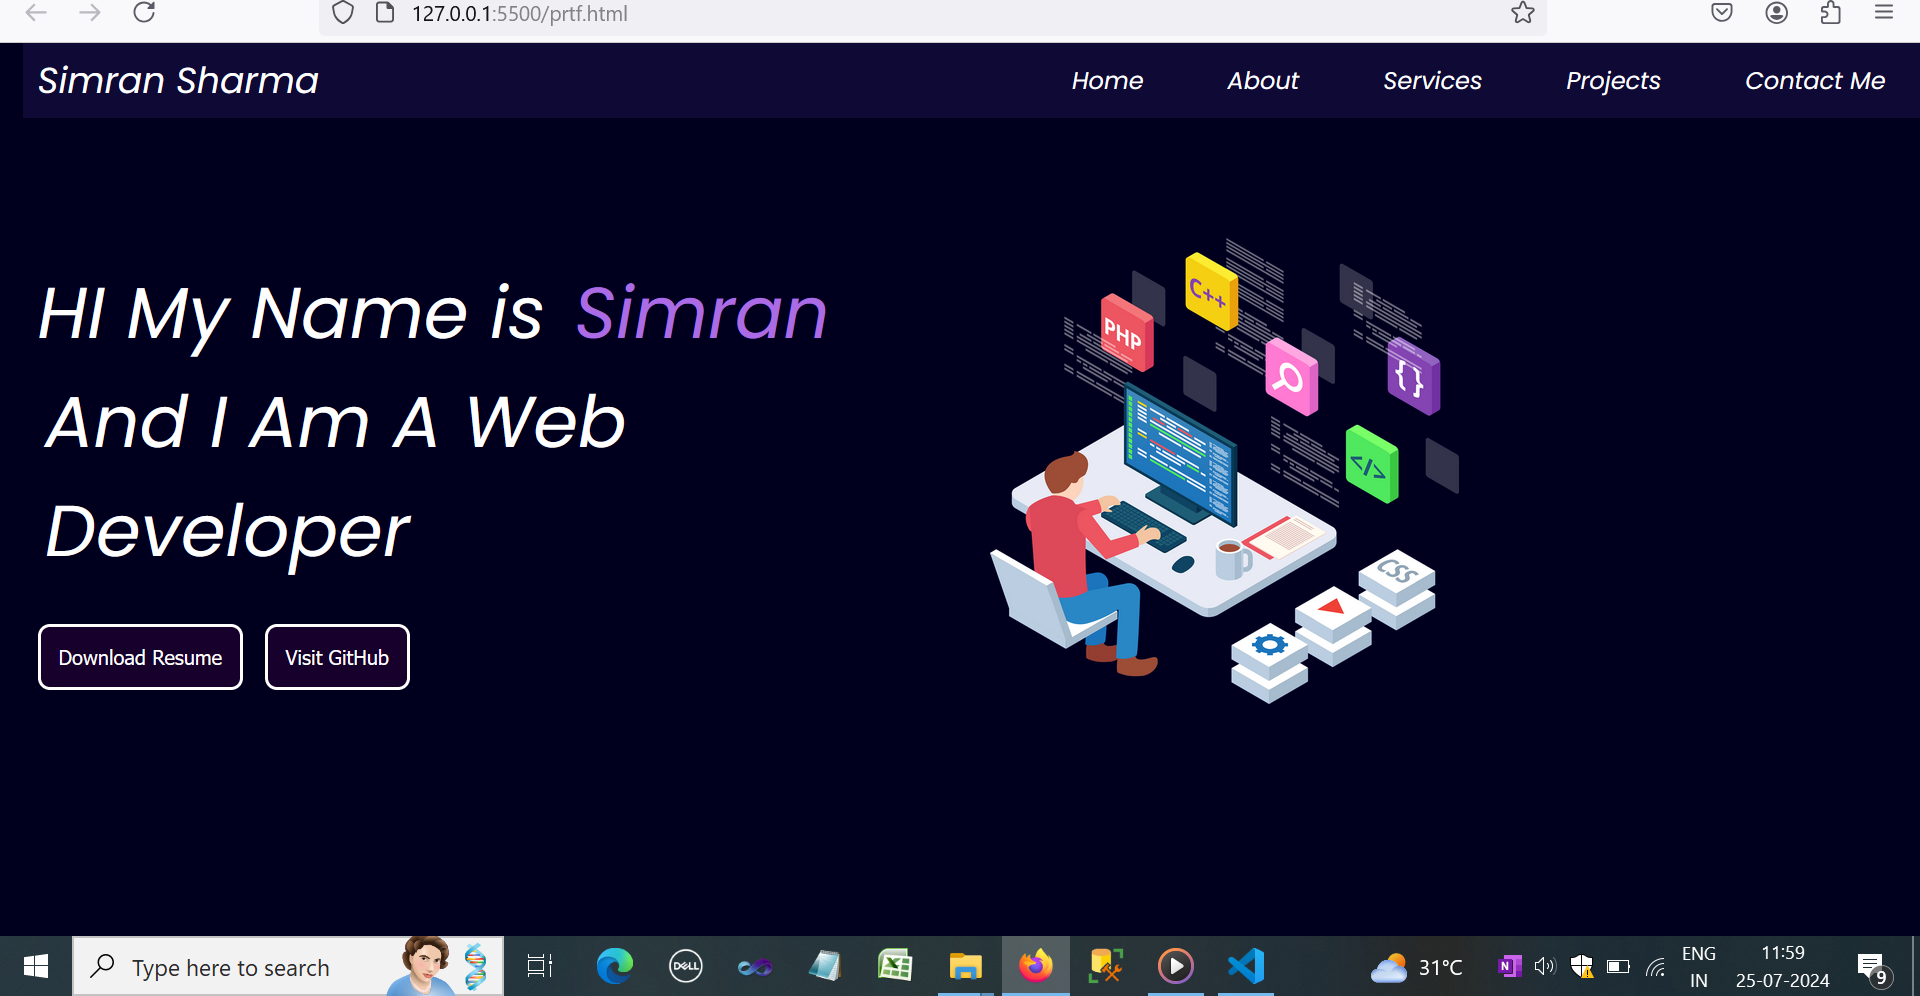 127.0.0.1:5500/prtf.html
Simran Sharma
Home About Services Projects Contact Me
HI My Name is Simran
And I Am A Web
Developer
Download Resume Visit GitHub
C++
PHP
{}
</>
CSS
Type here to search
DELL
N
31°C
ENG
IN
11:59
25-07-2024
9